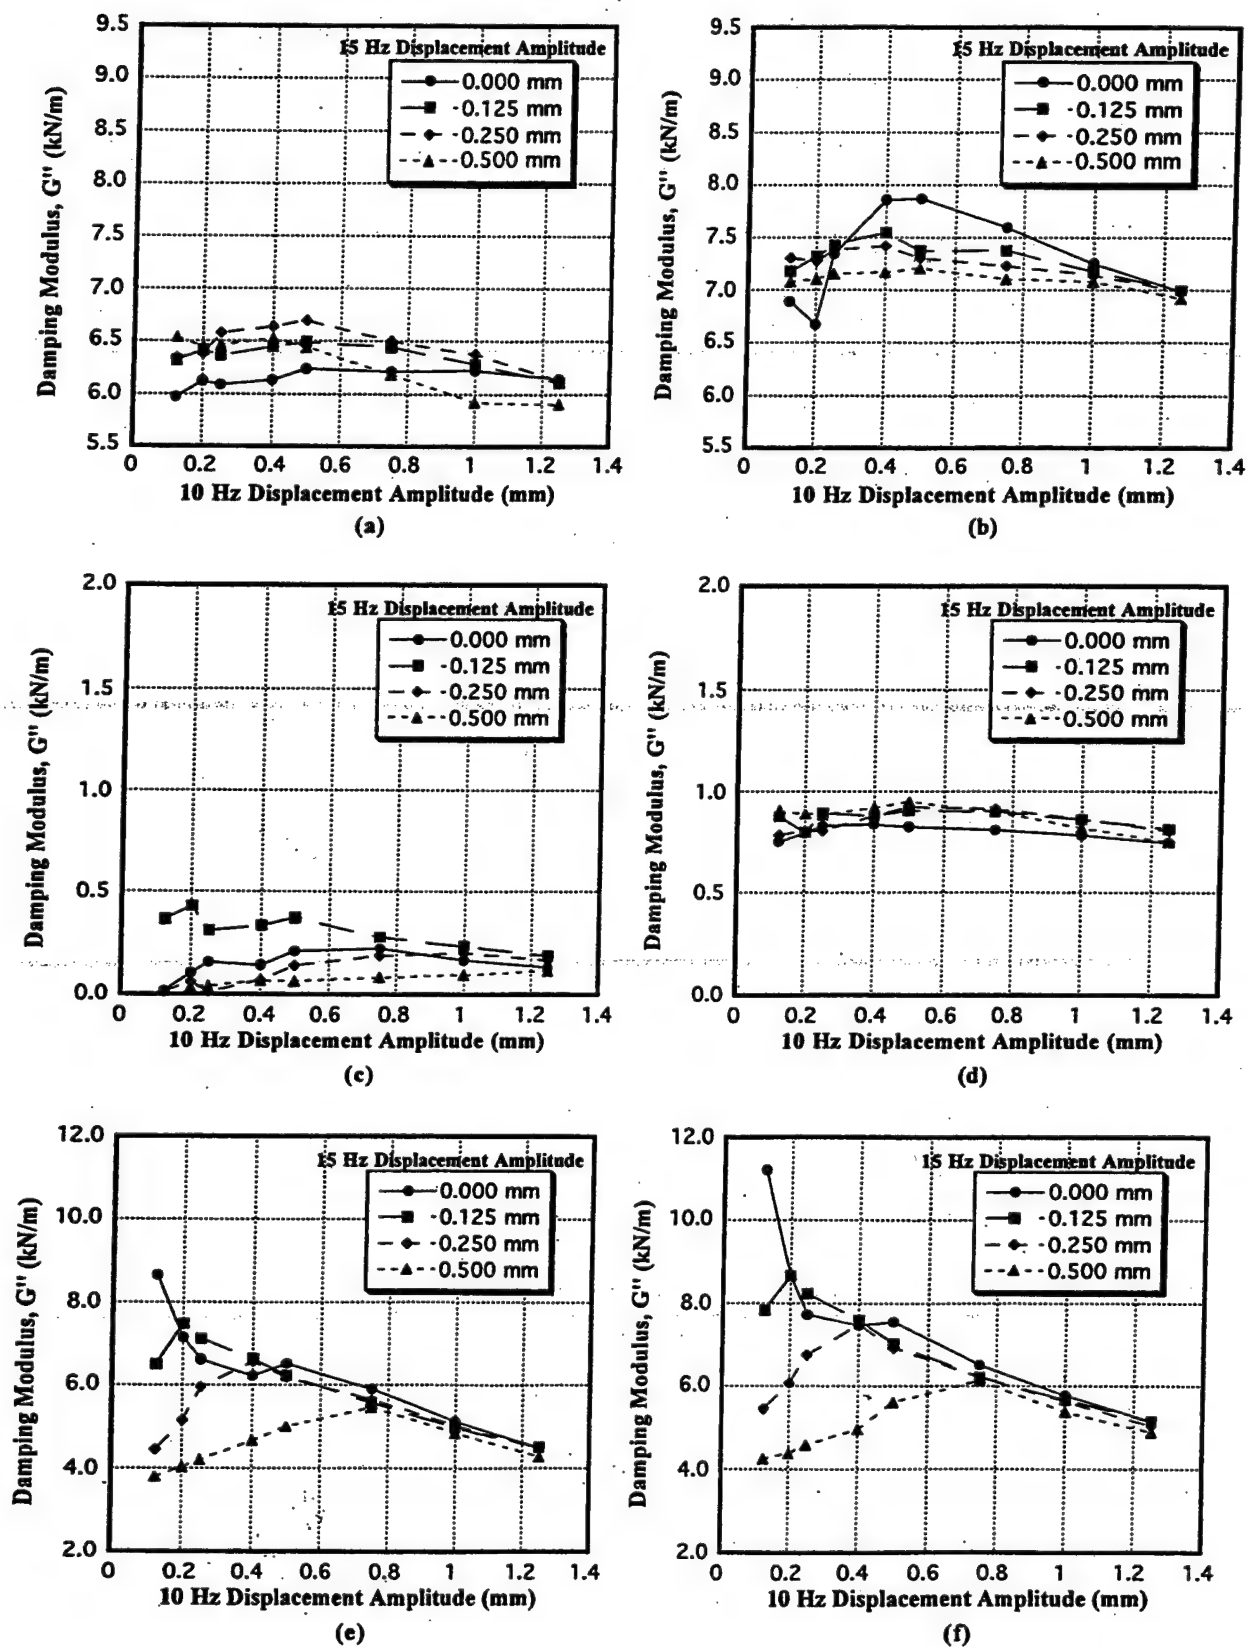 15 Hz Displacement Amplitude
0.000 mm
0.125 mm
0.250 mm
0.500 mm
Damping Modulus, G" (kN/m)
9.5
9.0
8.5
8.0
7.5
7.0
6.5
6.0
5.5
0 0.2 0.4 0.6 0.8 1 1.2 1.4
10 Hz Displacement Amplitude (mm)
(a)
15 Hz Displacement Amplitude
0.000 mm
0.125 mm
0.250 mm
0.500 mm
Damping Modulus, G" (kN/m)
9.5
9.0
8.5
8.0
7.5
7.0
6.5
6.0
5.5
0 0.2 0.4 0.6 0.8 1 1.2 1.4
10 Hz Displacement Amplitude (mm)
(b)
15 Hz Displacement Amplitude
0.000 mm
0.125 mm
0.250 mm
0.500 mm
Damping Modulus, G" (kN/m)
2.0
1.5
1.0
0.5
0.0
0 0.2 0.4 0.6 0.8 1 1.2 1.4
10 Hz Displacement Amplitude (mm)
(c)
15 Hz Displacement Amplitude
0.000 mm
0.125 mm
0.250 mm
0.500 mm
Damping Modulus, G" (kN/m)
2.0
1.5
1.0
0.5
0.0
0 0.2 0.4 0.6 0.8 1 1.2 1.4
10 Hz Displacement Amplitude (mm)
(d)
15 Hz Displacement Amplitude
0.000 mm
0.125 mm
0.250 mm
0.500 mm
Damping Modulus, G" (kN/m)
12.0
10.0
8.0
6.0
4.0
2.0
0 0.2 0.4 0.6 0.8 1 1.2 1.4
10 Hz Displacement Amplitude (mm)
(e)
15 Hz Displacement Amplitude
0.000 mm
0.125 mm
0.250 mm
0.500 mm
Damping Modulus, G" (kN/m)
12.0
10.0
8.0
6.0
4.0
2.0
0 0.2 0.4 0.6 0.8 1 1.2 1.4
10 Hz Displacement Amplitude (mm)
(f)